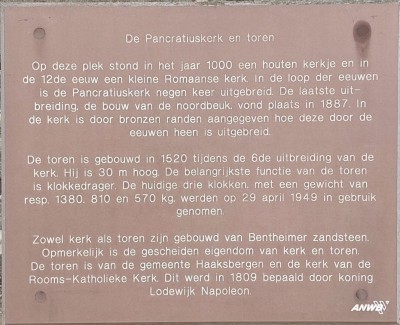 De Pancratiuskerk en toren
Op deze plek stond in het jaar 1000 een houten kerkje en in
de 12de eeuw een kleine Romaanse kerk. In de loop der eeuwen
is de Pancratiuskerk negen keer uitgebreid. De laatste uit-
breiding, de bouw van de noordbeuk, vond plaats in 1887. In
de kerk is door bronzen randen aangegeven hoe deze door de
eeuwen heen is uitgebreid.
De toren is gebouwd in 1520 tijdens de 6de uitbreiding van de
kerk. Hij is 30 m hoog. De belangrijkste functie van de toren
is klokkedrager. De huidige drie klokken, met een gewicht van
resp. 1380, 810 en 570 kg, werden op 29 april 1949 in gebruik
genomen.
Zowel kerk als toren zijn gebouwd van Bentheimer zandsteen.
Opmerkelijk is de gescheiden eigendom van kerk en toren.
De toren is van de gemeente Haaksbergen en de kerk van de
Rooms-Katholieke Kerk. Dit werd in 1809 bepaald door koning
Lodewijk Napoleon.
ANWB